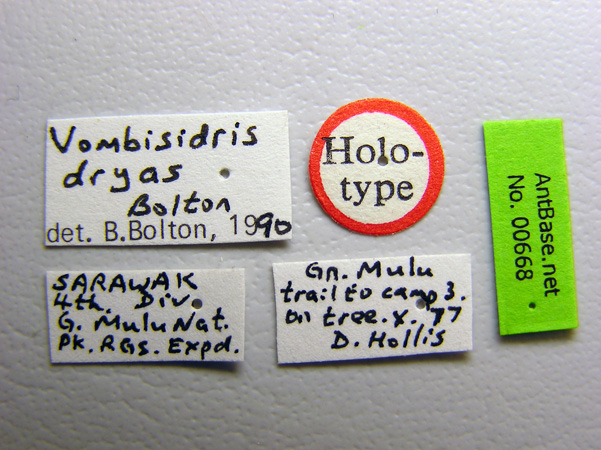 Vombisidris
dryas
Bolton
det. B.Bolton, 1990
Holo-
type
AntBase.net
No. 00668
SARAWAK
4th. Div.
G. Mulu Nat.
Pk. RGS. Expd.
Gn. Mulu
trail to camp 3.
on tree. X. 77
D. Hollis